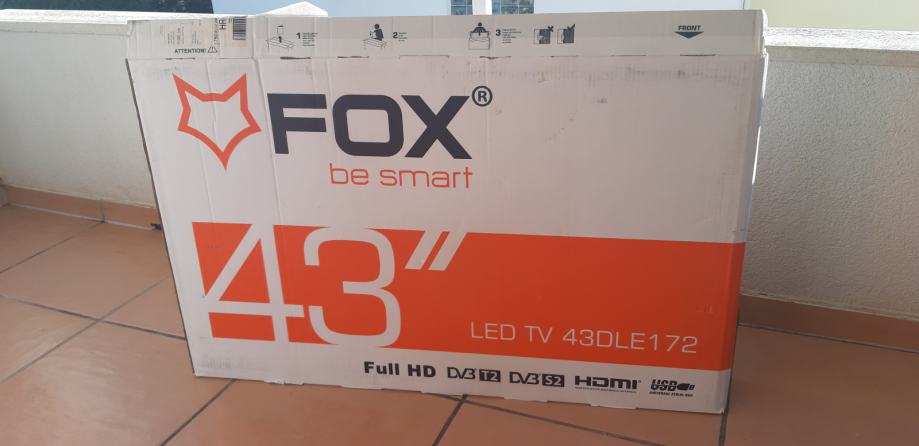 HR
ATTENTION!
1
2
3
FRONT
FOX®
be smart
43"
LED TV 43DLE172
Full HD DVB T2 DVB S2 HDMI USB